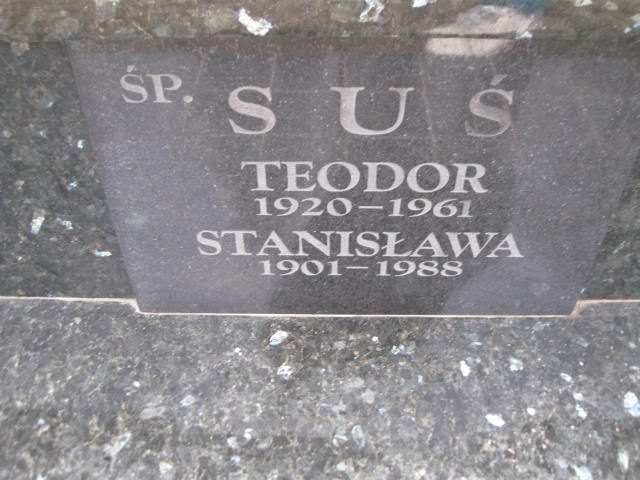 ŚP. SUŚ
TEODOR
1920–1961
STANISŁAWA
1901–1988